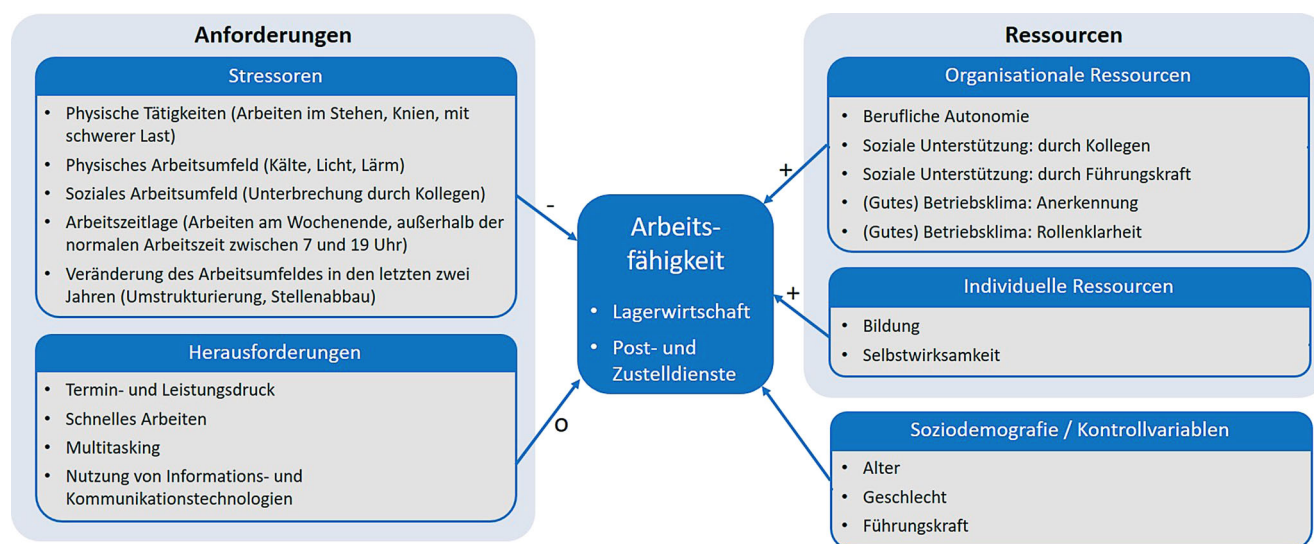 Anforderungen
Stressoren
• Physische Tätigkeiten (Arbeiten im Stehen, Knien, mit
schwerer Last)
• Physisches Arbeitsumfeld (Kälte, Licht, Lärm)
• Soziales Arbeitsumfeld (Unterbrechung durch Kollegen)
• Arbeitszeitlage (Arbeiten am Wochenende, außerhalb der
normalen Arbeitszeit zwischen 7 und 19 Uhr)
• Veränderung des Arbeitsumfeldes in den letzten zwei
Jahren (Umstrukturierung, Stellenabbau)
Herausforderungen
• Termin- und Leistungsdruck
• Schnelles Arbeiten
• Multitasking
• Nutzung von Informations- und
Kommunikationstechnologien
-
o
Arbeits-
fähigkeit
• Lagerwirtschaft
• Post- und
Zustelldienste
+
+
Ressourcen
Organisationale Ressourcen
• Berufliche Autonomie
• Soziale Unterstützung: durch Kollegen
• Soziale Unterstützung: durch Führungskraft
• (Gutes) Betriebsklima: Anerkennung
• (Gutes) Betriebsklima: Rollenklarheit
Individuelle Ressourcen
• Bildung
• Selbstwirksamkeit
Soziodemografie / Kontrollvariablen
• Alter
• Geschlecht
• Führungskraft